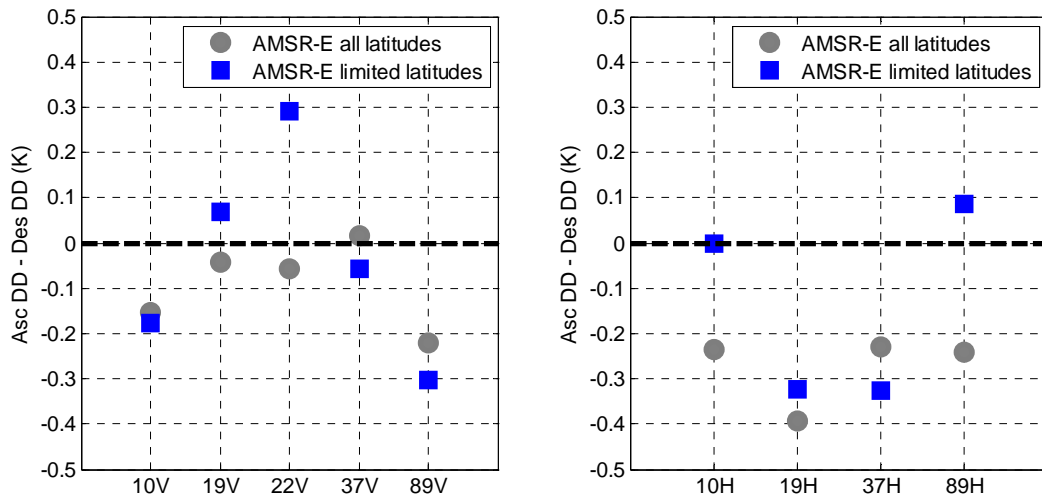 0.5
0.4
0.3
0.2
0.1
0
-0.1
-0.2
-0.3
-0.4
-0.5
Asc DD - Des DD (K)
AMSR-E all latitudes
AMSR-E limited latitudes
10V 19V 22V 37V 89V
0.5
0.4
0.3
0.2
0.1
0
-0.1
-0.2
-0.3
-0.4
-0.5
Asc DD - Des DD (K)
AMSR-E all latitudes
AMSR-E limited latitudes
10H 19H 37H 89H